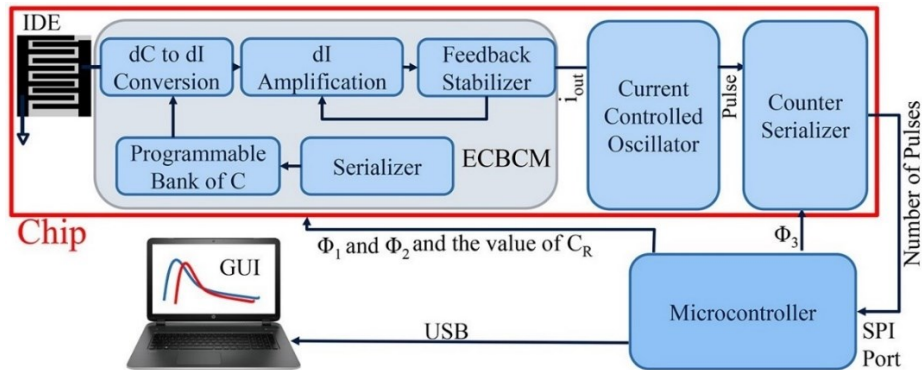 IDE
dC to dI
Conversion
dI
Amplification
Feedback
Stabilizer
i_out
Current
Controlled
Oscillator
Pulse
Counter
Serializer
Number of Pulses
Programmable
Bank of C
Serializer
ECBCM
Chip
Φ₁ and Φ₂ and the value of C_R
Φ₃
GUI
Microcontroller
USB
SPI
Port